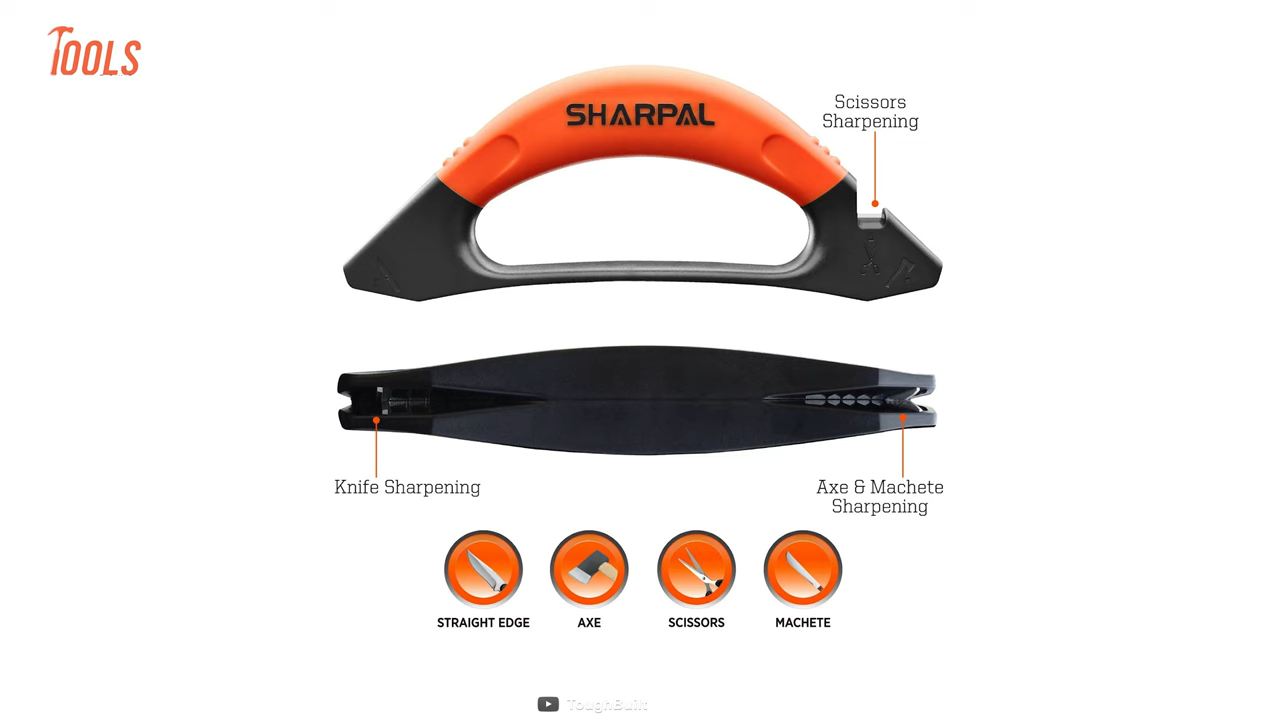 TOOLS
SHARPAL
Scissors
Sharpening
Knife Sharpening
Axe & Machete
Sharpening
STRAIGHT EDGE
AXE
SCISSORS
MACHETE
ToughBuilt